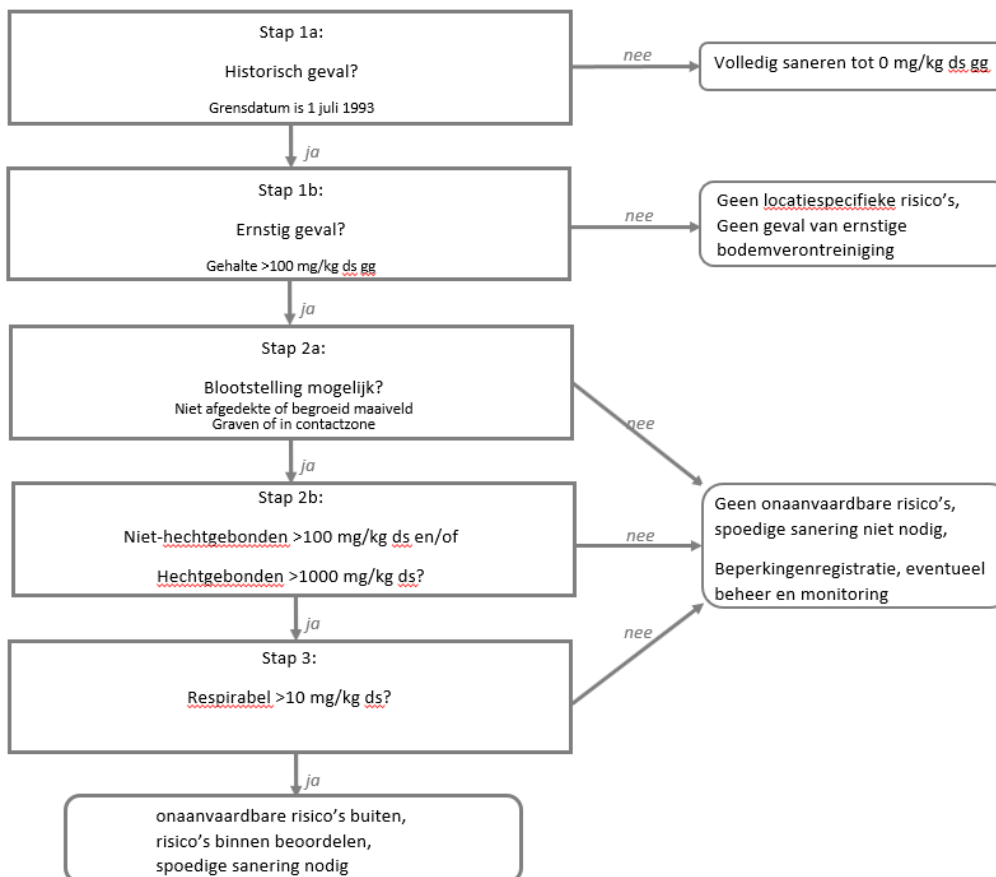 Stap 1a:
Historisch geval?
Grensdatum is 1 juli 1993
nee
Volledig saneren tot 0 mg/kg ds gg
ja
Stap 1b:
Ernstig geval?
Gehalte >100 mg/kg ds gg
nee
Geen locatiespecifieke risico's,
Geen geval van ernstige
bodemverontreiniging
ja
Stap 2a:
Blootstelling mogelijk?
Niet afgedekte of begroeid maaiveld
Graven of in contactzone
nee
ja
Stap 2b:
Niet-hechtgebonden >100 mg/kg ds en/of
Hechtgebonden >1000 mg/kg ds?
nee
Geen onaanvaardbare risico's,
spoedige sanering niet nodig,
Beperkingenregistratie, eventueel
beheer en monitoring
ja
Stap 3:
Respirabel >10 mg/kg ds?
nee
ja
onaanvaardbare risico's buiten,
risico's binnen beoordelen,
spoedige sanering nodig